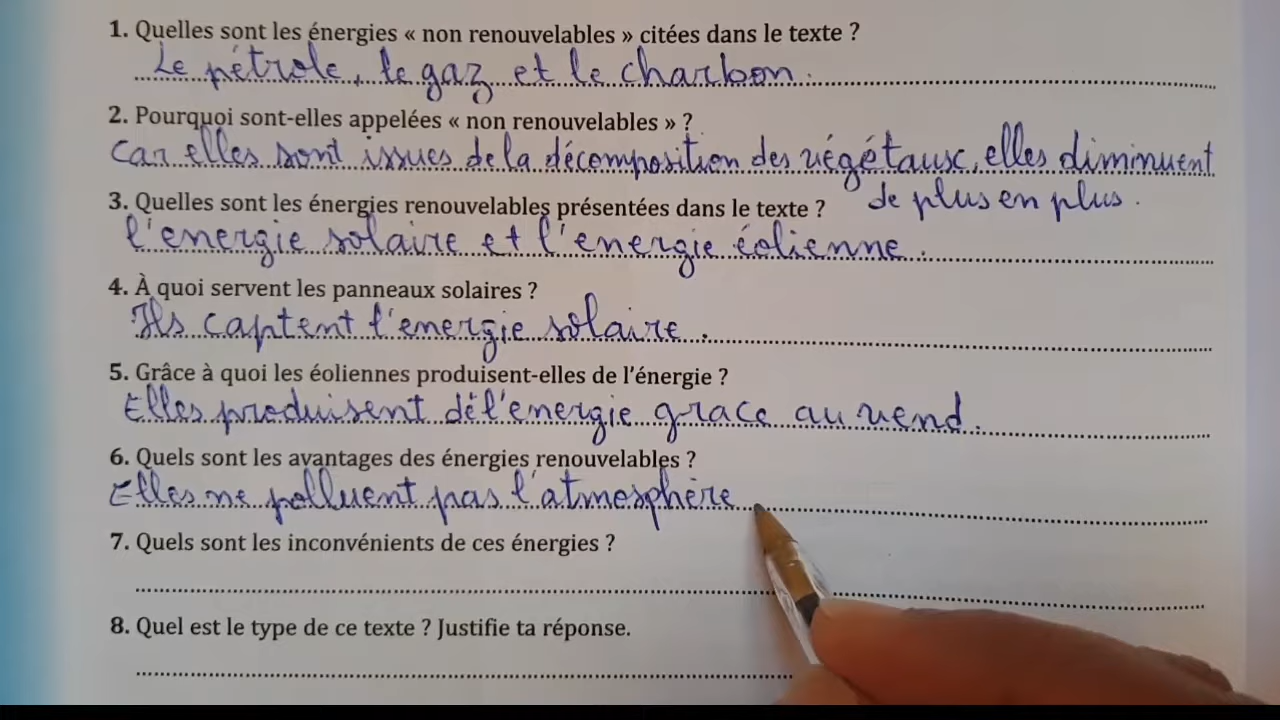 1. Quelles sont les énergies « non renouvelables » citées dans le texte ?
Le pétrole, le gaz et le charbon.
2. Pourquoi sont-elles appelées « non renouvelables » ?
Car elles sont issues de la décomposition des végétaux, elles diminuent
de plus en plus.
3. Quelles sont les énergies renouvelables présentées dans le texte ?
l'energie solaire et l'energie éolienne.
4. À quoi servent les panneaux solaires ?
Ils captent l'energie solaire.
5. Grâce à quoi les éoliennes produisent-elles de l'énergie ?
Elles produisent de l'energie grace au vend.
6. Quels sont les avantages des énergies renouvelables ?
Elles ne polluent pas l'atmosphère
7. Quels sont les inconvénients de ces énergies ?
8. Quel est le type de ce texte ? Justifie ta réponse.